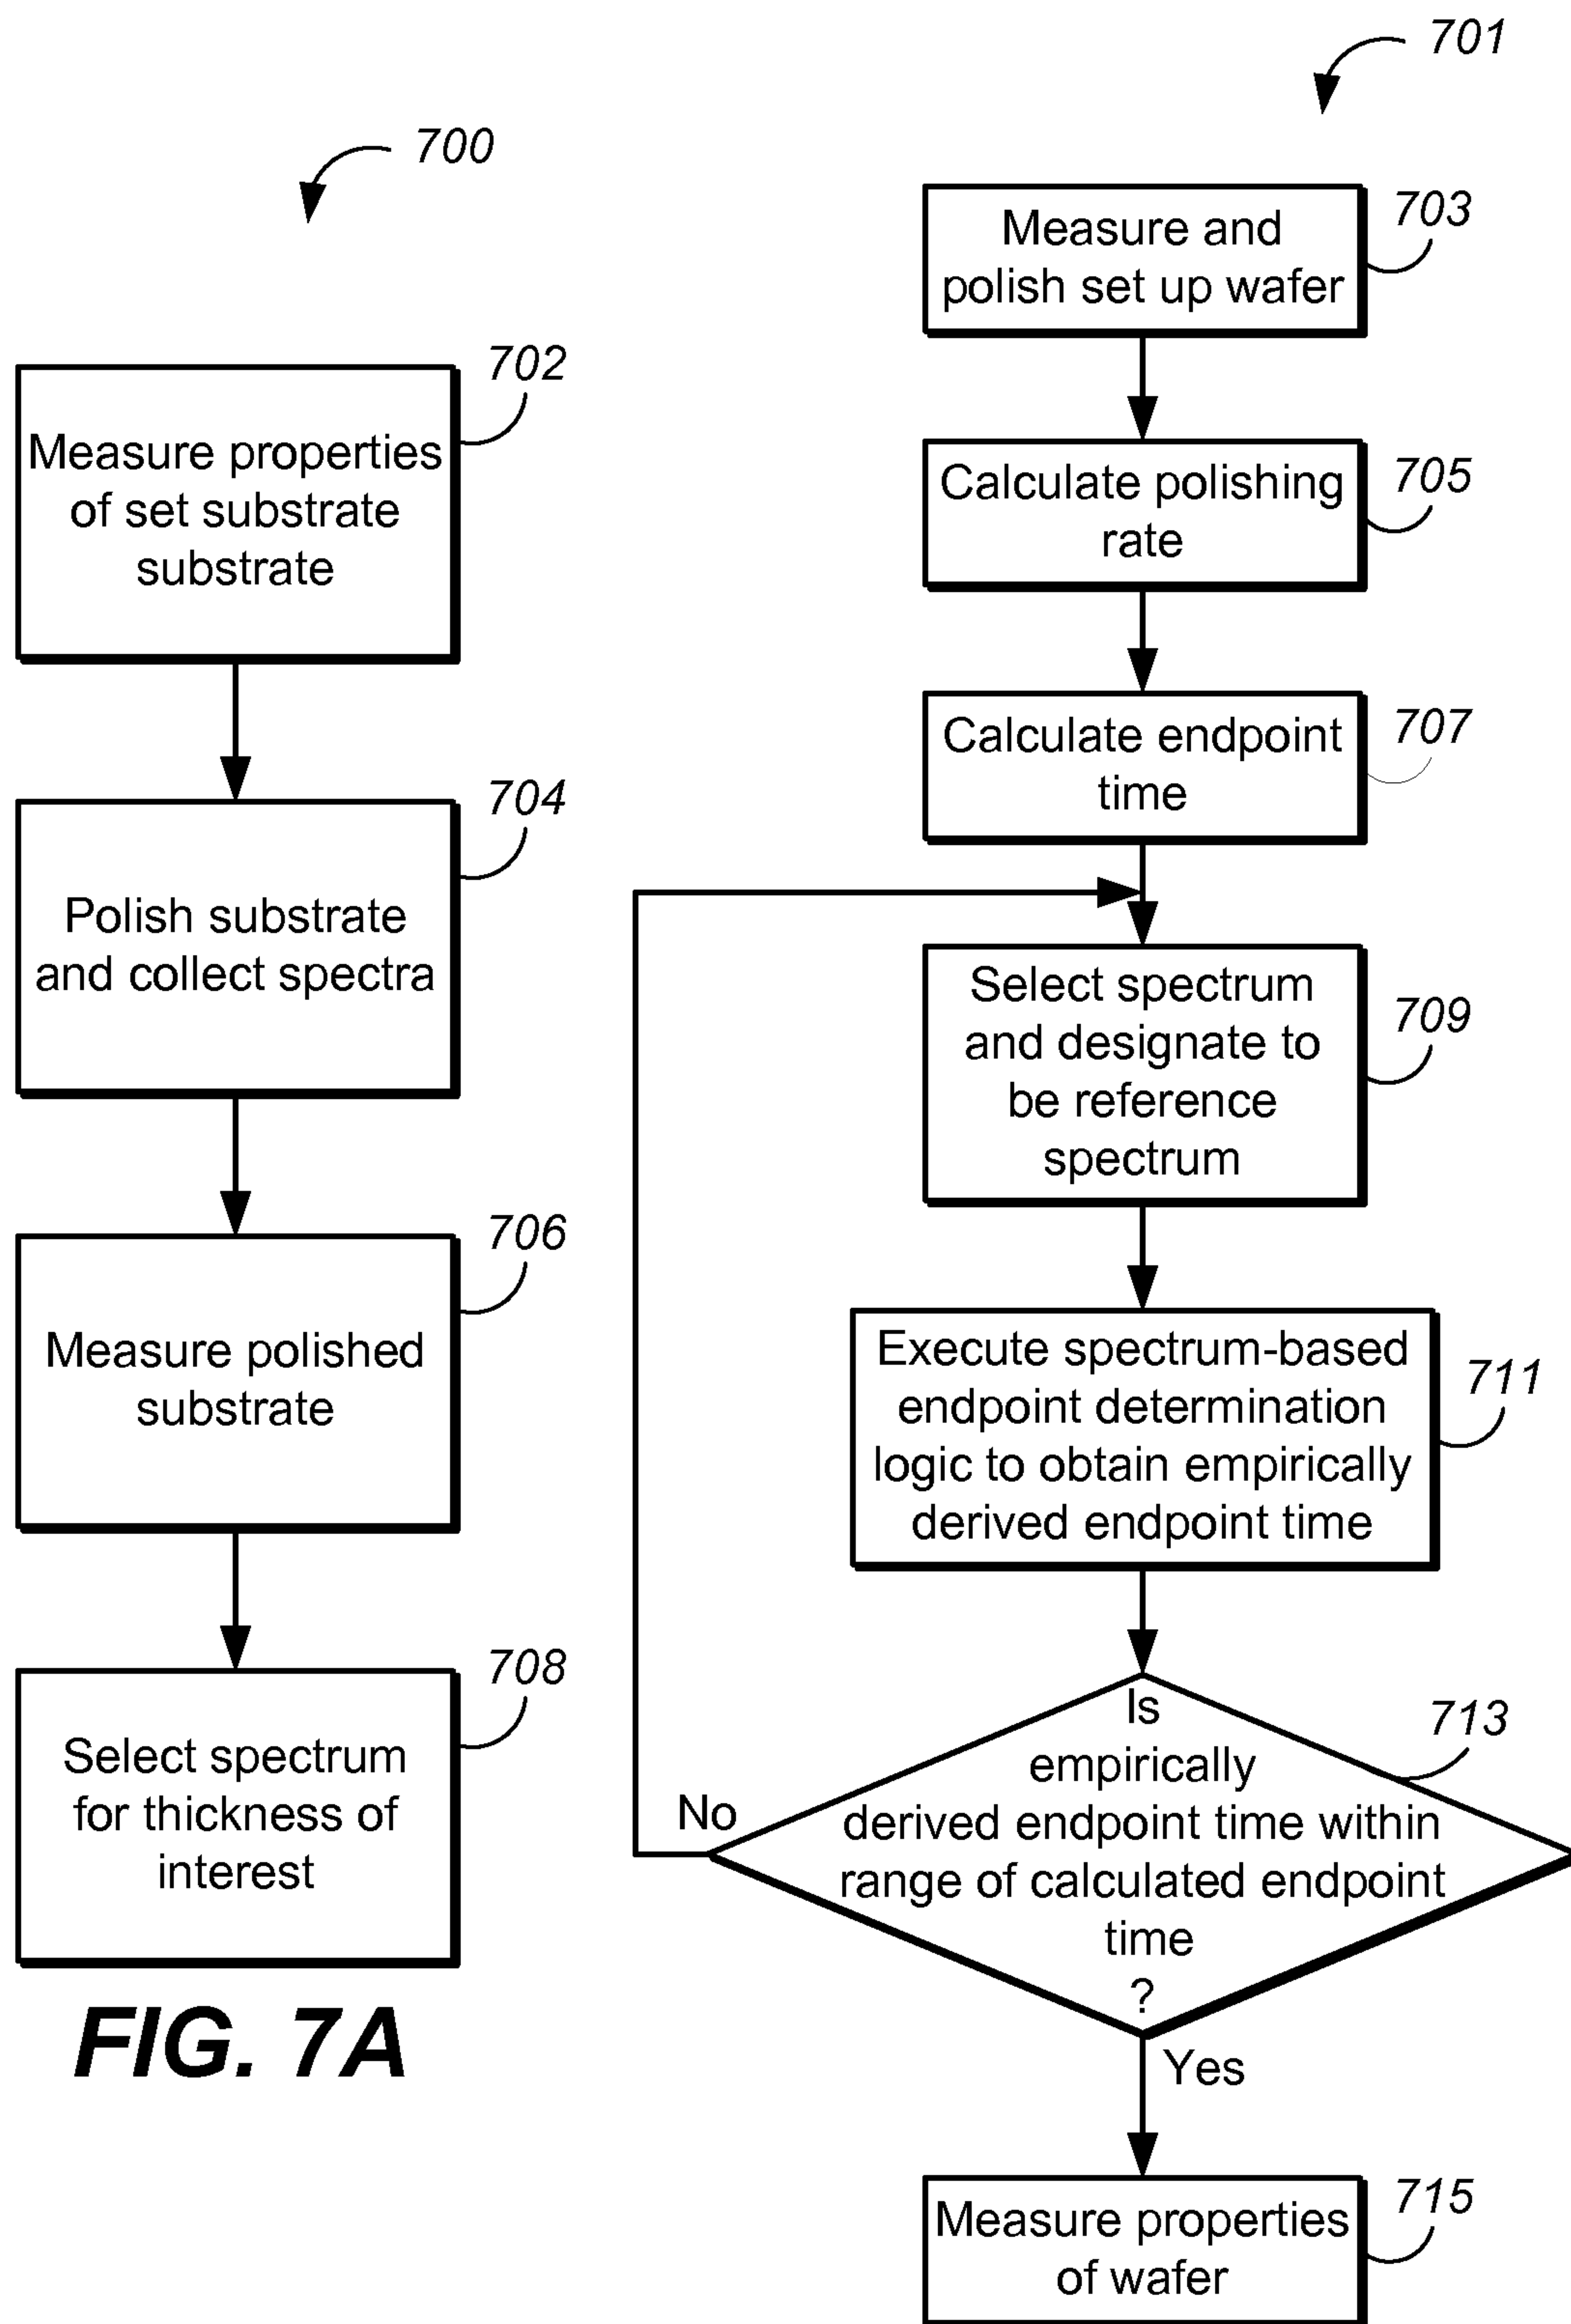 700
702
Measure properties
of set substrate
substrate
704
Polish substrate
and collect spectra
706
Measure polished
substrate
708
Select spectrum
for thickness of
interest
FIG. 7A
701
703
Measure and
polish set up wafer
705
Calculate polishing
rate
707
Calculate endpoint
time
709
Select spectrum
and designate to
be reference
spectrum
711
Execute spectrum-based
endpoint determination
logic to obtain empirically
derived endpoint time
713
Is
empirically
derived endpoint time within
range of calculated endpoint
time
?
No
Yes
715
Measure properties
of wafer